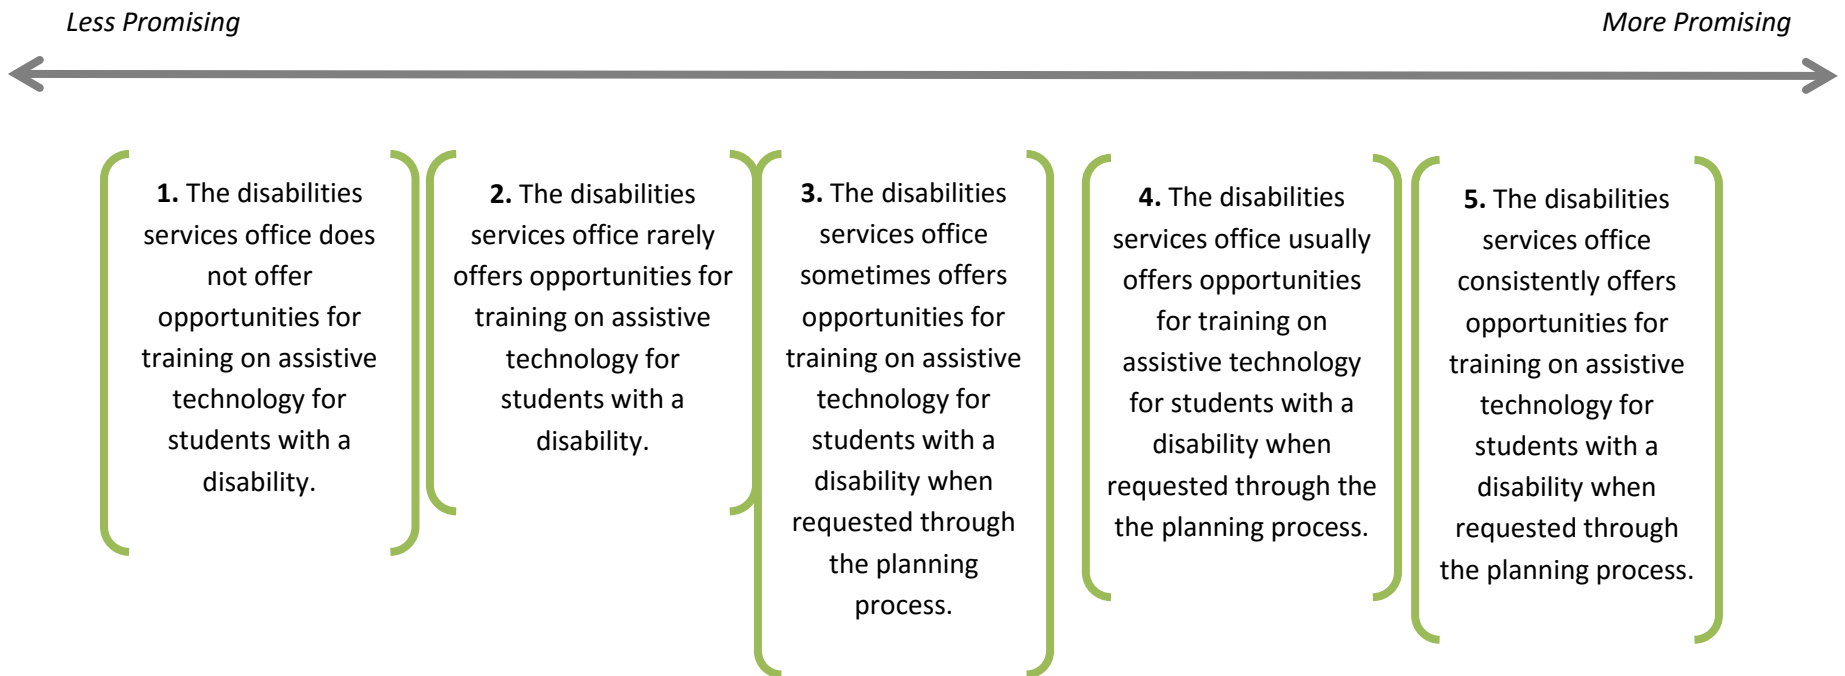 Less Promising
More Promising
1. The disabilities
services office does
not offer
opportunities for
training on assistive
technology for
students with a
disability.
2. The disabilities
services office rarely
offers opportunities for
training on assistive
technology for
students with a
disability.
3. The disabilities
services office
sometimes offers
opportunities for
training on assistive
technology for
students with a
disability when
requested through
the planning
process.
4. The disabilities
services office usually
offers opportunities
for training on
assistive technology
for students with a
disability when
requested through the
the planning process.
5. The disabilities
services office
consistently offers
opportunities for
training on assistive
technology for
students with a
disability when
requested through
the planning process.